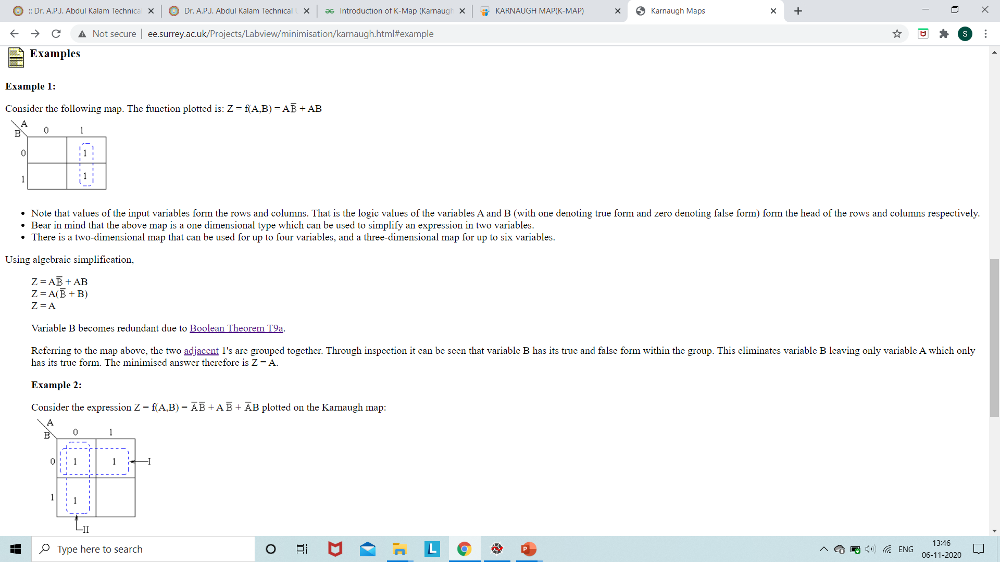 :: Dr. A.P.J. Abdul Kalam Technical
Dr. A.P.J. Abdul Kalam Technical U
Introduction of K-Map (Karnaugh
KARNAUGH MAP(K-MAP)
Karnaugh Maps
Not secure
ee.surrey.ac.uk/Projects/Labview/minimisation/karnaugh.html#example
S
Examples
Example 1:
Consider the following map. The function plotted is: Z = f(A,B) = AB̅ + AB
A
B
0 1
0 1
1 1
• Note that values of the input variables form the rows and columns. That is the logic values of the variables A and B (with one denoting true form and zero denoting false form) form the head of the rows and columns respectively.
• Bear in mind that the above map is a one dimensional type which can be used to simplify an expression in two variables.
• There is a two-dimensional map that can be used for up to four variables, and a three-dimensional map for up to six variables.
Using algebraic simplification,
Z = AB̅ + AB
Z = A(B̅ + B)
Z = A
Variable B becomes redundant due to Boolean Theorem T9a.
Referring to the map above, the two adjacent 1's are grouped together. Through inspection it can be seen that variable B has its true and false form within the group. This eliminates variable B leaving only variable A which only
has its true form. The minimised answer therefore is Z = A.
Example 2:
Consider the expression Z = f(A,B) = A̅B̅ + A B̅ + A̅B plotted on the Karnaugh map:
A
B
0 1
0 1 1 I
1 1
II
Type here to search
L
P
ENG
13:46
06-11-2020